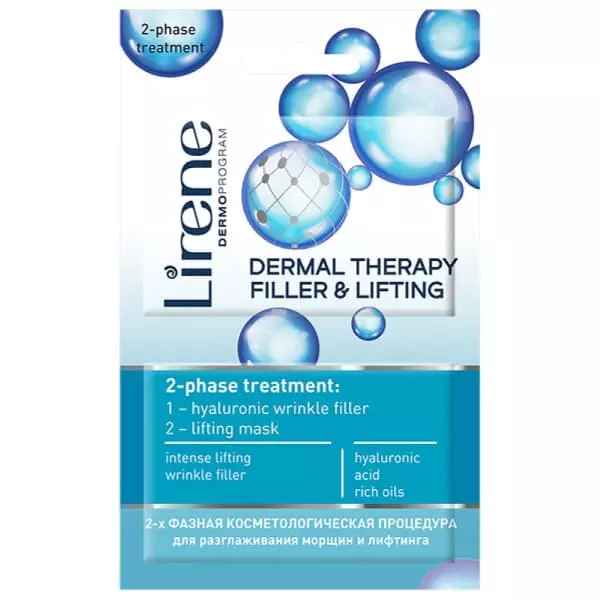 2-phase
treatment
Lirene
DERMOPROGRAM
DERMAL THERAPY
FILLER & LIFTING
2-phase treatment:
1 – hyaluronic wrinkle filler
2 – lifting mask
intense lifting
wrinkle filler
hyaluronic
acid
rich oils
2-х ФАЗНАЯ КОСМЕТОЛОГИЧЕСКАЯ ПРОЦЕДУРА
для разглаживания морщин и лифтинга